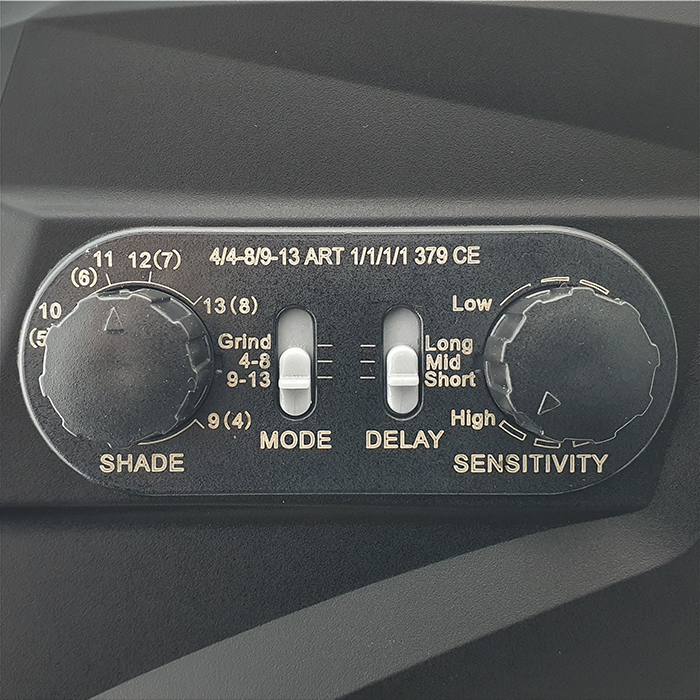 4/4-8/9-13 ART 1/1/1/1 379 CE
11
(6)
12(7)
10
(5
13(8)
9(4)
SHADE
Grind
4-8
9-13
MODE
Long
Mid
Short
DELAY
Low
High
SENSITIVITY